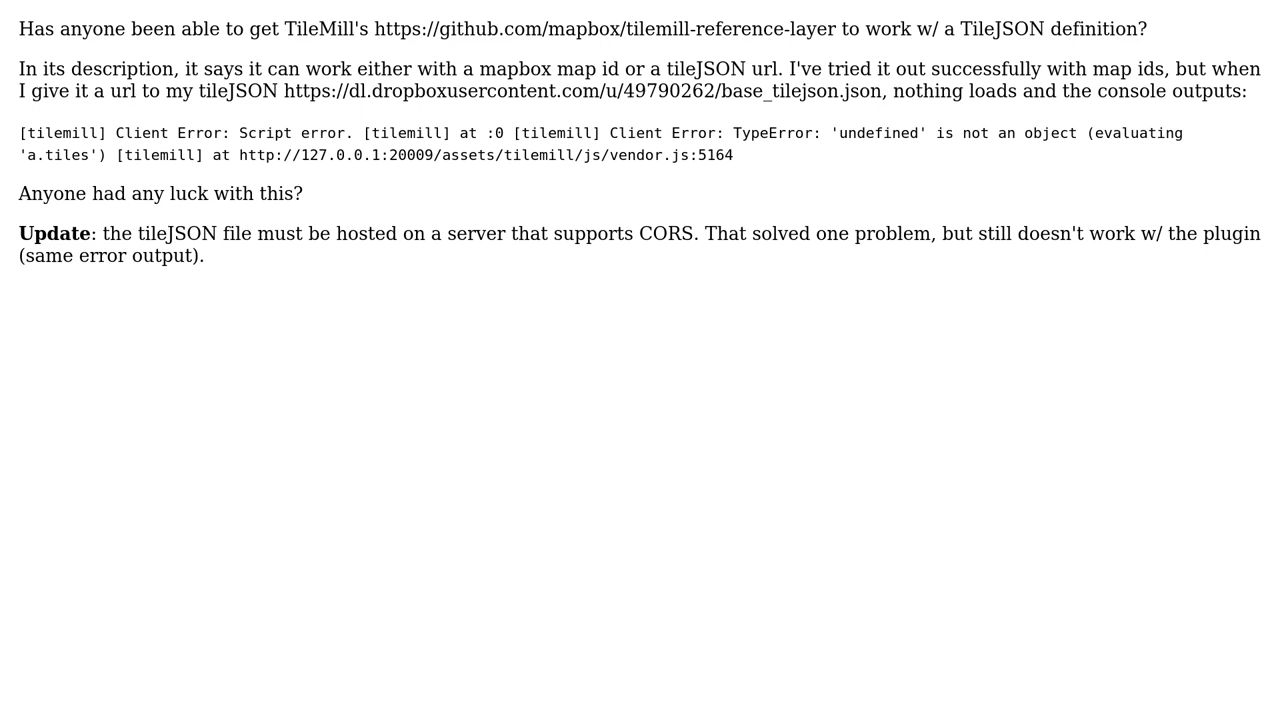 Has anyone been able to get TileMill's https://github.com/mapbox/tilemill-reference-layer to work w/ a TileJSON definition?
In its description, it says it can work either with a mapbox map id or a tileJSON url. I've tried it out successfully with map ids, but when
I give it a url to my tileJSON https://dl.dropboxusercontent.com/u/49790262/base_tilejson.json, nothing loads and the console outputs:
[tilemill] Client Error: Script error. [tilemill] at :0 [tilemill] Client Error: TypeError: 'undefined' is not an object (evaluating
'a.tiles') [tilemill] at http://127.0.0.1:20009/assets/tilemill/js/vendor.js:5164
Anyone had any luck with this?
Update: the tileJSON file must be hosted on a server that supports CORS. That solved one problem, but still doesn't work w/ the plugin
(same error output).